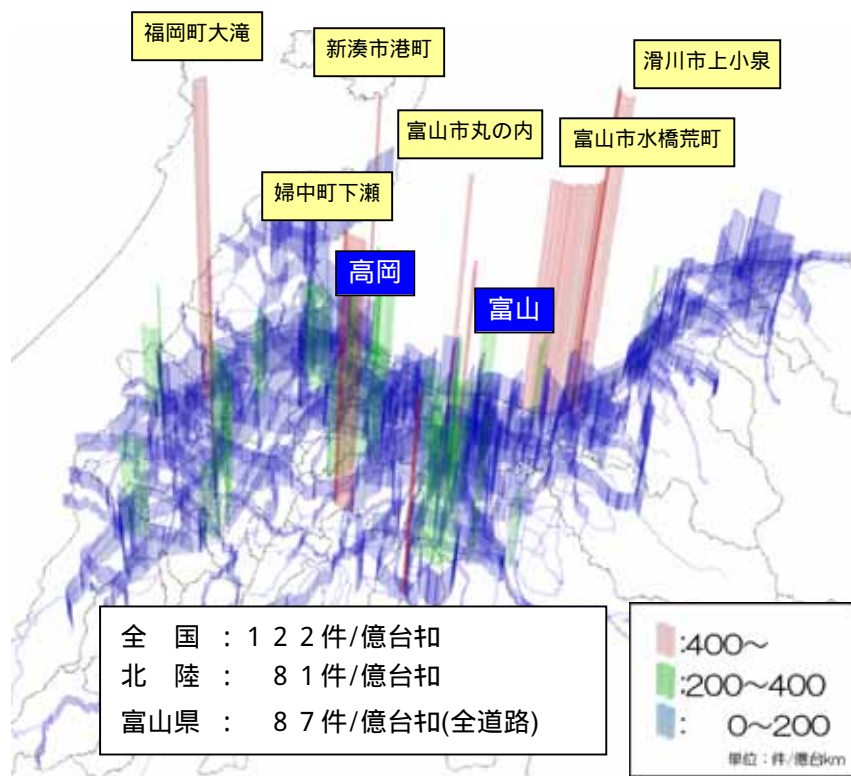 福岡町大滝
新湊市港町
滑川市上小泉
富山市丸の内
富山市水橋荒町
婦中町下瀬
高岡
富山
全 国 : 1 2 2 件/億台㌔
北 陸 : 8 1 件/億台㌔
富山県 : 8 7 件/億台㌔(全道路)
:400～
:200～400
: 0～200
単位：件/億台km